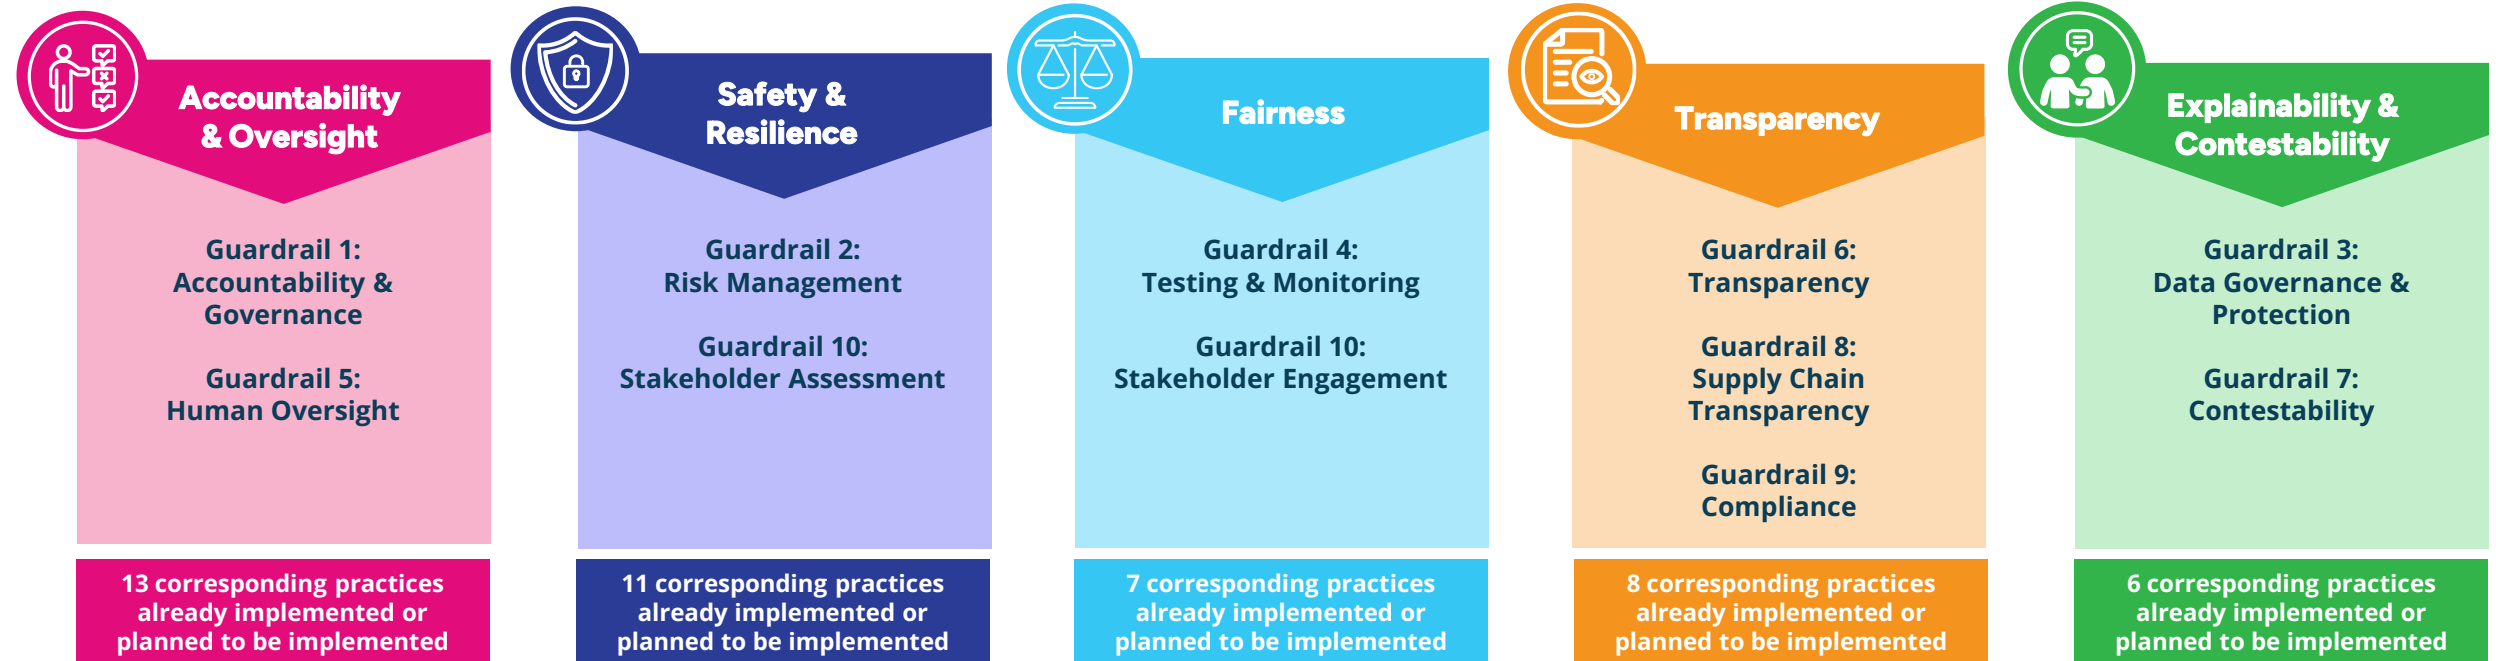 Accountability
& Oversight
Guardrail 1:
Accountability &
Governance
Guardrail 5:
Human Oversight
13 corresponding practices
already implemented or
planned to be implemented
Safety &
Resilience
Guardrail 2:
Risk Management
Guardrail 10:
Stakeholder Assessment
11 corresponding practices
already implemented or
planned to be implemented
Fairness
Guardrail 4:
Testing & Monitoring
Guardrail 10:
Stakeholder Engagement
7 corresponding practices
already implemented or
planned to be implemented
Transparency
Guardrail 6:
Transparency
Guardrail 8:
Supply Chain
Transparency
Guardrail 9:
Compliance
8 corresponding practices
already implemented or
planned to be implemented
Explainability &
Contestability
Guardrail 3:
Data Governance &
Protection
Guardrail 7:
Contestability
6 corresponding practices
already implemented or
planned to be implemented